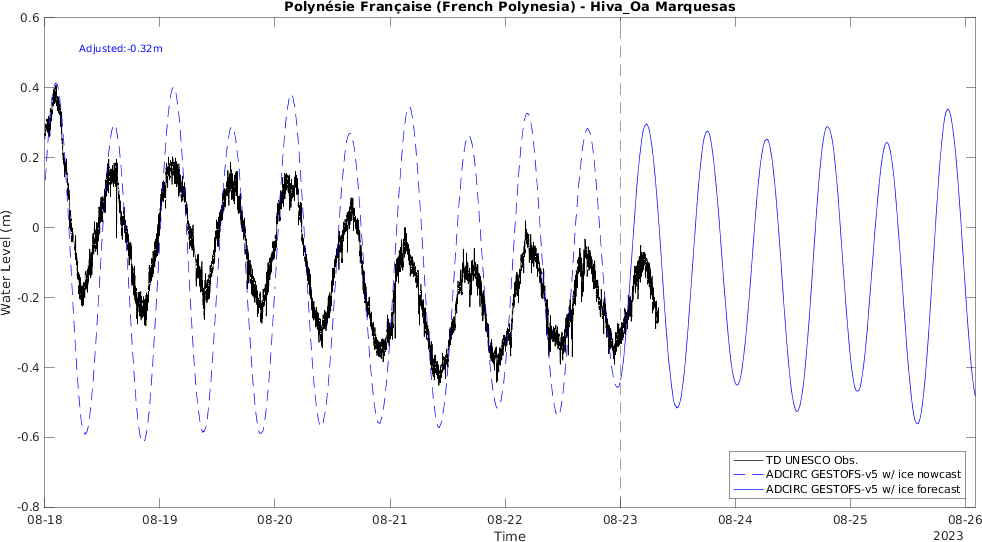 Polynésie Française (French Polynesia) - Hiva_Oa Marquesas
0.6
Adjusted:-0.32m
0.4
0.2
0
-0.2
-0.4
-0.6
-0.8
Water Level (m)
TD UNESCO Obs.
ADCIRC GESTOFS-v5 w/ ice nowcast
ADCIRC GESTOFS-v5 w/ ice forecast
08-18 08-19 08-20 08-21 08-22 08-23 08-24 08-25 08-26
Time
2023